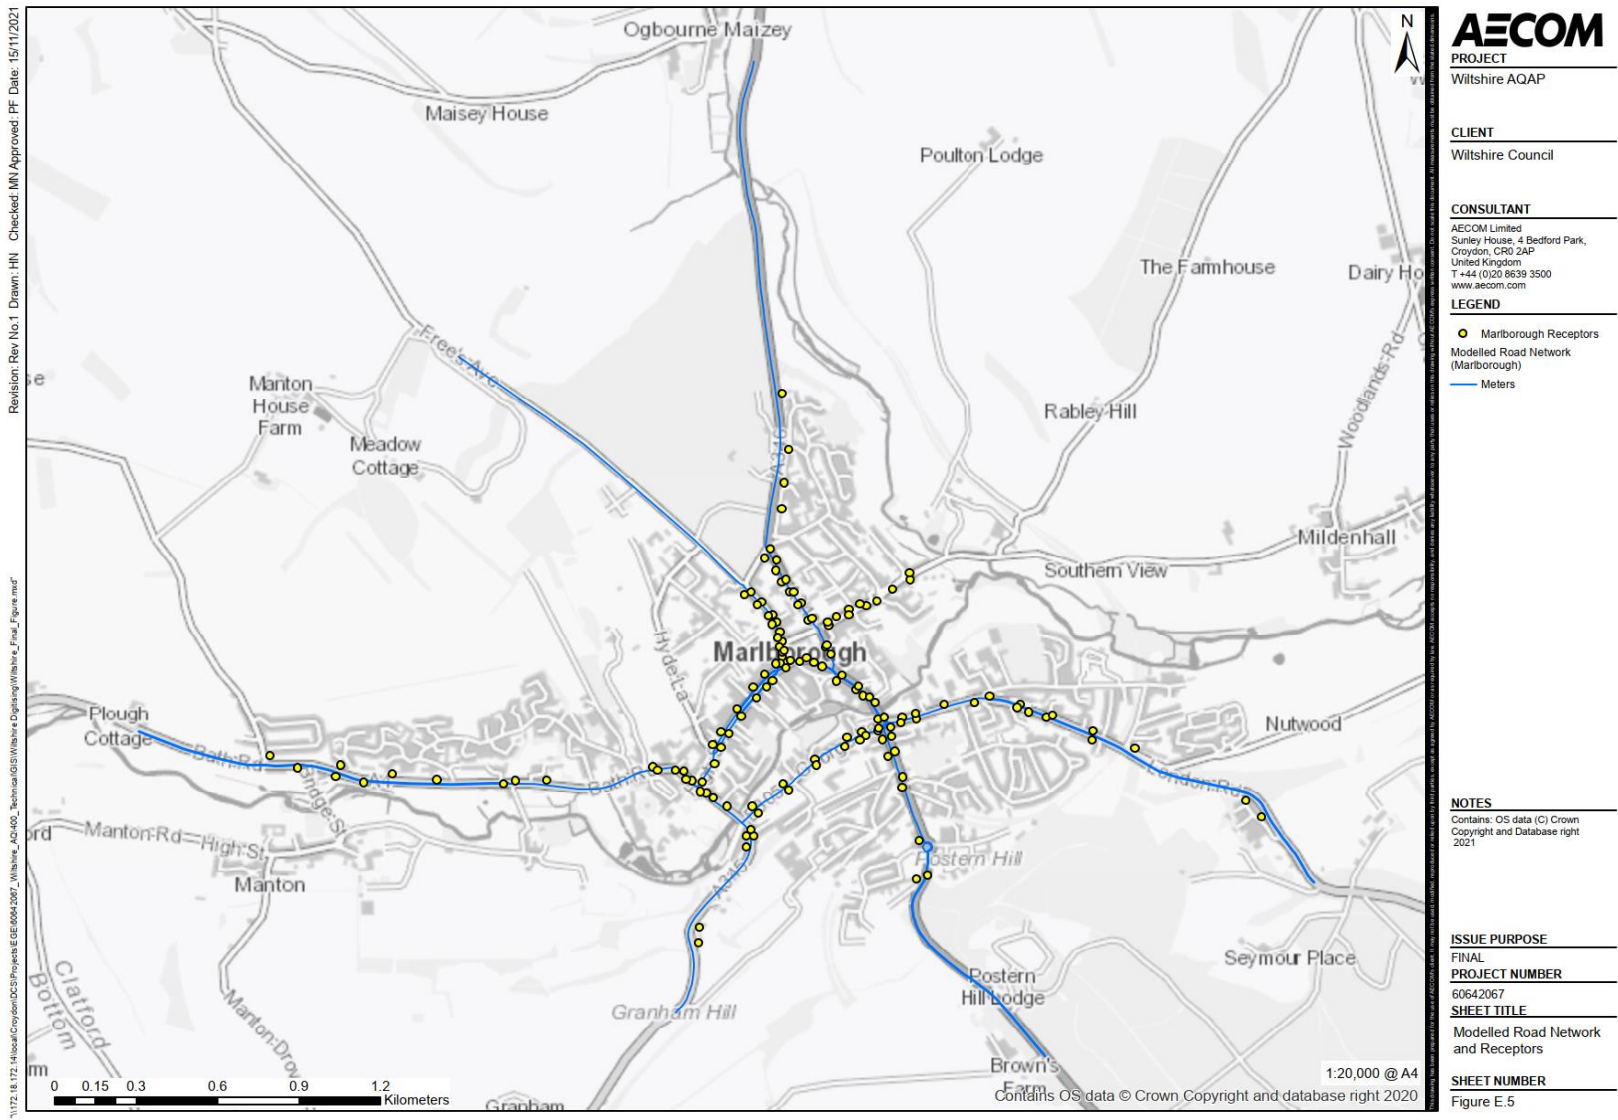 Ogbourne Maizey
Maisey House
Poulton Lodge
The Farmhouse
Dairy Ho
Free's Ave
Manton
House
Farm
Meadow
Cottage
Rabley Hill
Woodlands-Rd
A346
Mildenhall
Southern View
Hyde La
Marlborough
Plough
Cottage
Nutwood
Bath-Rd
Bath-R
Bridge-St
London-Rd
Manton-Rd
High-St
Manton
A345
Postern Hill
Clatford
Bottom
Manton-Drov
Granham Hill
Postern
Hill Lodge
Seymour Place
Brown's
Farm
Granham
N
0 0.15 0.3 0.6 0.9 1.2
Kilometers
1:20,000 @ A4
Contains OS data © Crown Copyright and database right 2020
Revision: Rev No.1 Drawn: HN Checked: MN Approved: PF Date: 15/11/2021
AECOM
PROJECT
Wiltshire AQAP
CLIENT
Wiltshire Council
CONSULTANT
AECOM Limited
Sunley House, 4 Bedford Park,
Croydon, CR0 2AP
United Kingdom
T +44 (0)20 8639 3500
www.aecom.com
LEGEND
Marlborough Receptors
Modelled Road Network
(Marlborough)
Meters
NOTES
Contains: OS data (C) Crown
Copyright and Database right
2021
ISSUE PURPOSE
FINAL
PROJECT NUMBER
60642067
SHEET TITLE
Modelled Road Network
and Receptors
SHEET NUMBER
Figure E.5